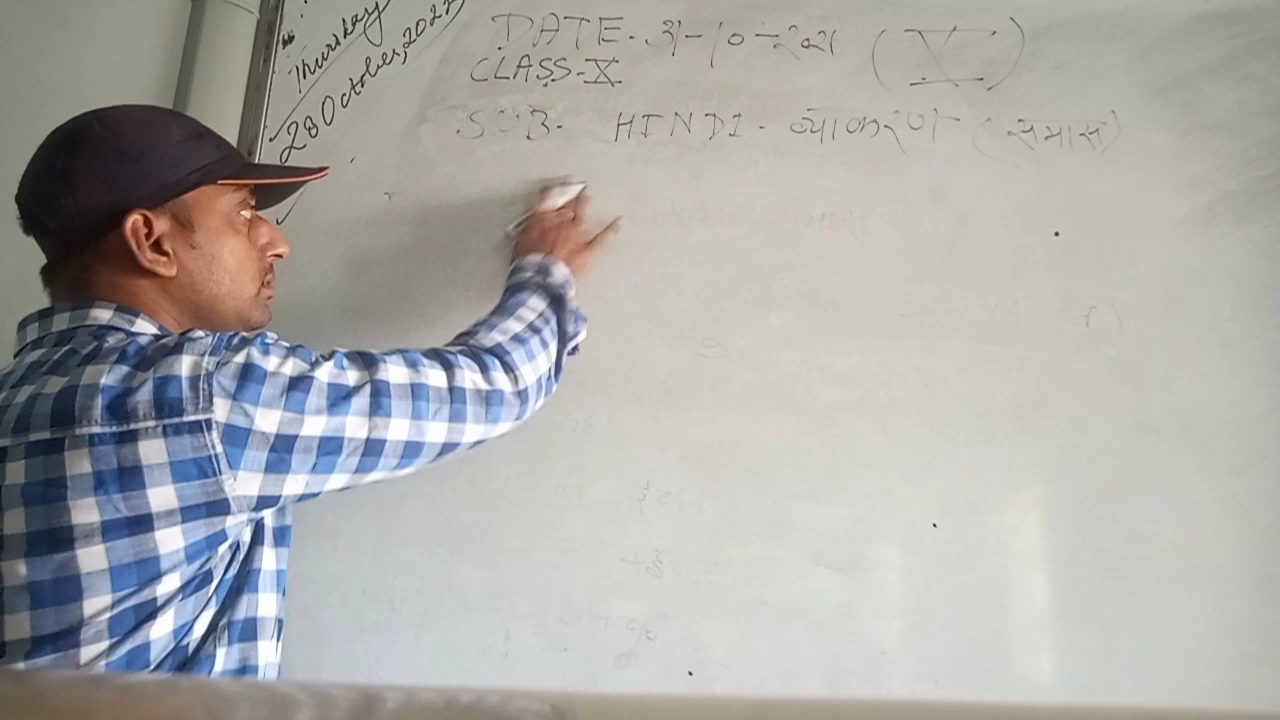 Thursday
28 October, 2021
DATE. 31-10-2021 (X)
CLASS-X
SUB- HINDI - व्याकरण (समास)